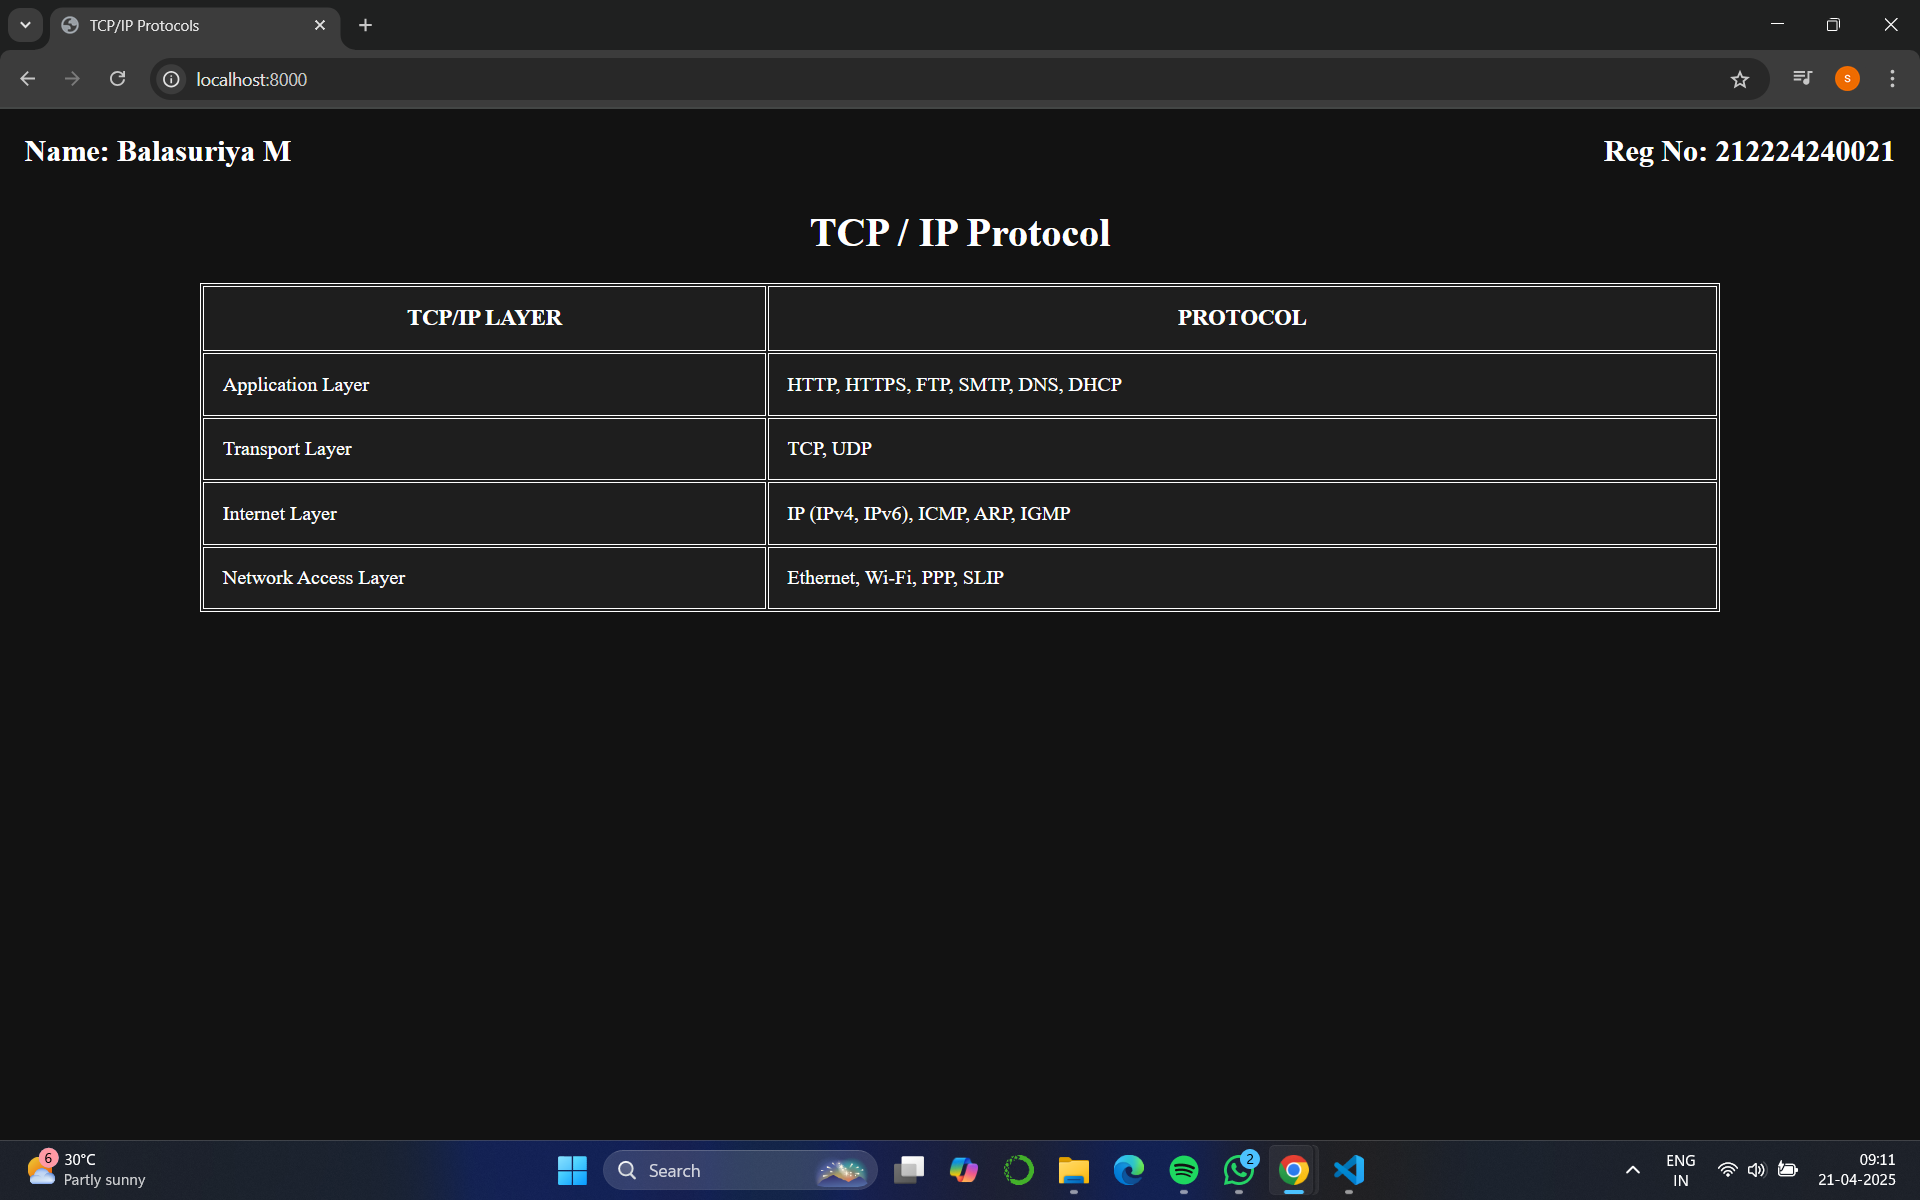 TCP/IP Protocols
localhost:8000
S
Name: Balasuriya M
Reg No: 212224240021
TCP / IP Protocol
TCP/IP LAYER PROTOCOL
Application Layer HTTP, HTTPS, FTP, SMTP, DNS, DHCP
Transport Layer TCP, UDP
Internet Layer IP (IPv4, IPv6), ICMP, ARP, IGMP
Network Access Layer Ethernet, Wi-Fi, PPP, SLIP
6
30°C
Partly sunny
Search
2
ENG
IN
09:11
21-04-2025